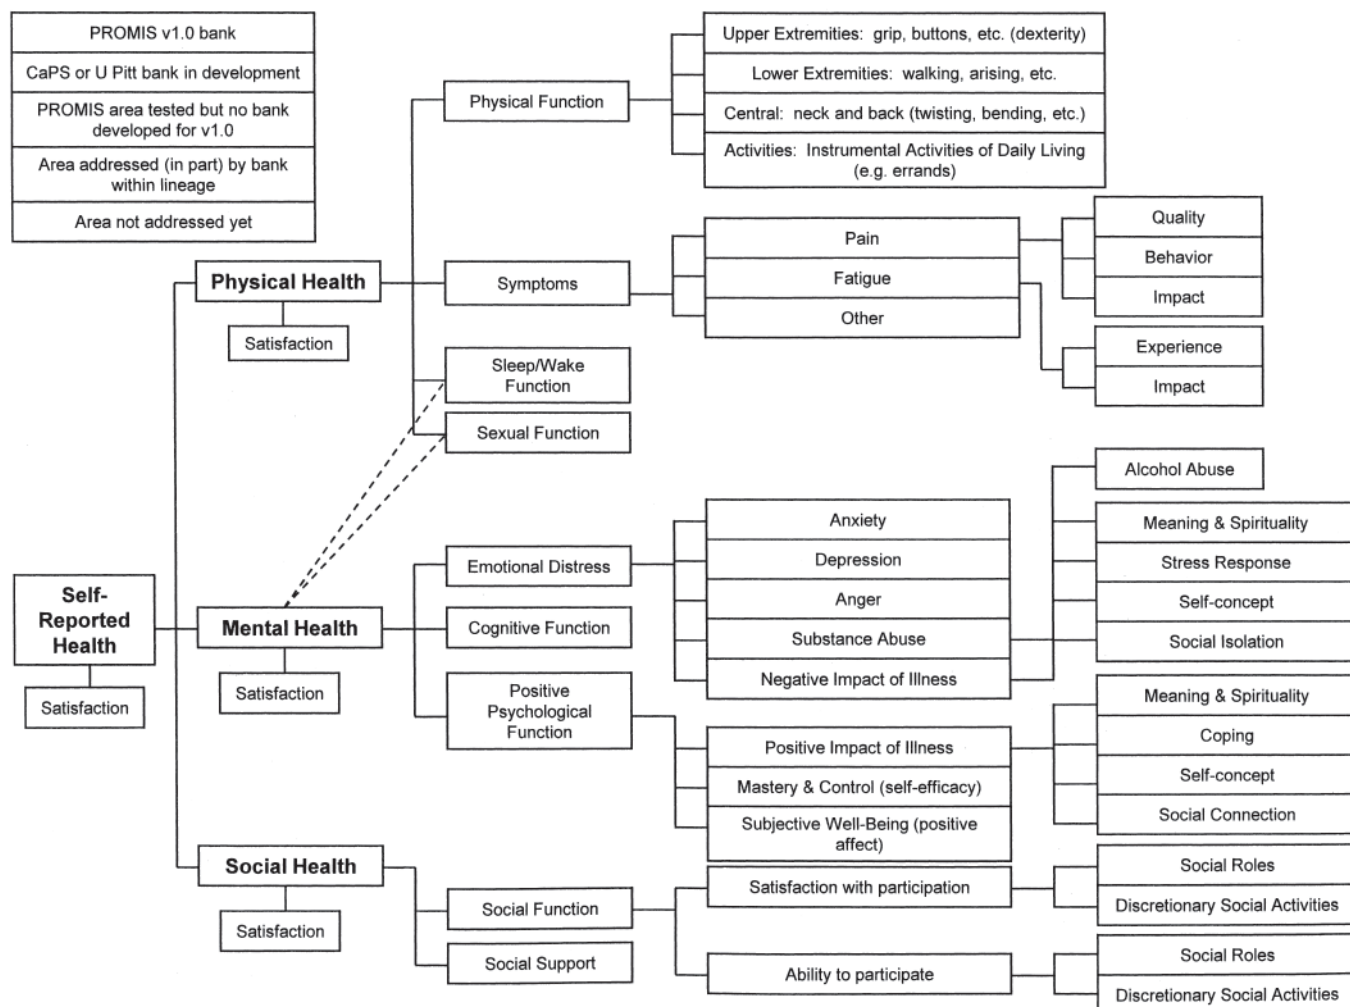 PROMIS v1.0 bank
CaPS or U Pitt bank in development
PROMIS area tested but no bank
developed for v1.0
Area addressed (in part) by bank
within lineage
Area not addressed yet
Self-
Reported
Health
Satisfaction
Physical Health
Satisfaction
Physical Function
Upper Extremities: grip, buttons, etc. (dexterity)
Lower Extremities: walking, arising, etc.
Central: neck and back (twisting, bending, etc.)
Activities: Instrumental Activities of Daily Living
(e.g. errands)
Symptoms
Pain
Fatigue
Other
Quality
Behavior
Impact
Experience
Impact
Sleep/Wake
Function
Sexual Function
Mental Health
Satisfaction
Emotional Distress
Anxiety
Depression
Anger
Substance Abuse
Negative Impact of Illness
Alcohol Abuse
Meaning & Spirituality
Stress Response
Self-concept
Social Isolation
Cognitive Function
Positive
Psychological
Function
Positive Impact of Illness
Mastery & Control (self-efficacy)
Subjective Well-Being (positive
affect)
Meaning & Spirituality
Coping
Self-concept
Social Connection
Social Health
Satisfaction
Social Function
Satisfaction with participation
Social Roles
Discretionary Social Activities
Ability to participate
Social Roles
Discretionary Social Activities
Social Support